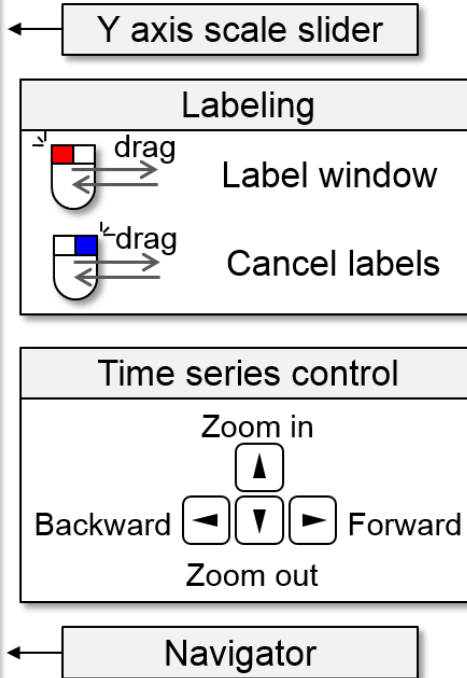 Y axis scale slider
Labeling
drag
Label window
drag
Cancel labels
Time series control
Zoom in
Backward
Forward
Zoom out
Navigator